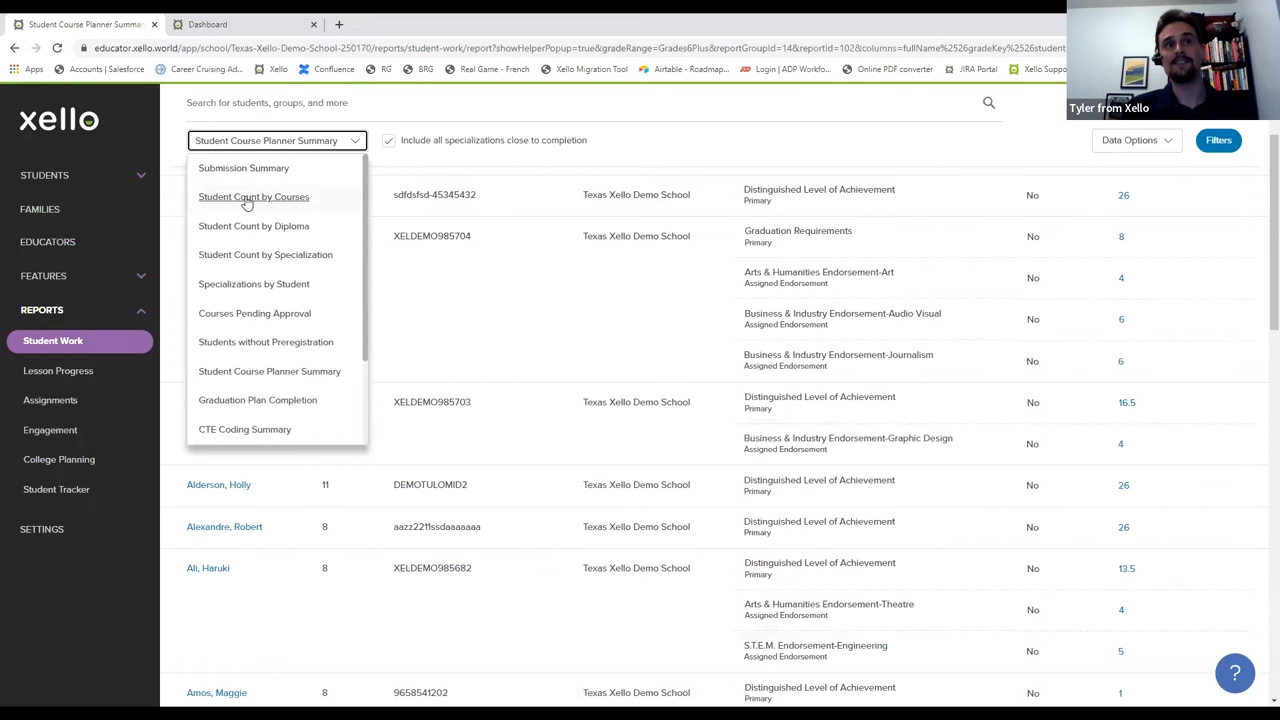 Student Course Planner Summar
Dashboard
educator.xello.world/app/school/Texas-Xello-Demo-School-250170/reports/student-work/report?showHelperPopup=true&gradeRange=Grades6Plus&reportGroupId=14&reportId=102&columns=fullName%2526gradeKey%2526student
Apps
Accounts | Salesforce
Career Cruising Ad...
Xello
Confluence
RG
BRG
Real Game - French
Xello Migration Tool
Airtable - Roadmap...
Login | ADP Workfo...
Online PDF converter
JIRA Portal
Xello Suppo
Tyler from Xello
xello
STUDENTS
FAMILIES
EDUCATORS
FEATURES
REPORTS
Student Work
Lesson Progress
Assignments
Engagement
College Planning
Student Tracker
SETTINGS
Search for students, groups, and more
Student Course Planner Summary
Include all specializations close to completion
Data Options
Filters
Submission Summary
Student Count by Courses
Student Count by Diploma
Student Count by Specialization
Specializations by Student
Courses Pending Approval
Students without Preregistration
Student Course Planner Summary
Graduation Plan Completion
CTE Coding Summary
sdfdsfsd-45345432 Texas Xello Demo School Distinguished Level of Achievement No 26
Primary
XELDEMO985704 Texas Xello Demo School Graduation Requirements No 8
Primary
Arts & Humanities Endorsement-Art No 4
Assigned Endorsement
Business & Industry Endorsement-Audio Visual No 6
Assigned Endorsement
Business & Industry Endorsement-Journalism No 6
Assigned Endorsement
XELDEMO985703 Texas Xello Demo School Distinguished Level of Achievement No 16.5
Primary
Business & Industry Endorsement-Graphic Design No 4
Assigned Endorsement
Alderson, Holly 11 DEMOTULOMID2 Texas Xello Demo School Distinguished Level of Achievement No 26
Primary
Alexandre, Robert 8 aazz2211ssdaaaaaaa Texas Xello Demo School Distinguished Level of Achievement No 26
Primary
Ali, Haruki 8 XELDEMO985682 Texas Xello Demo School Distinguished Level of Achievement No 13.5
Primary
Arts & Humanities Endorsement-Theatre No 4
Assigned Endorsement
S.T.E.M. Endorsement-Engineering No 5
Assigned Endorsement
Amos, Maggie 8 9658541202 Texas Xello Demo School Distinguished Level of Achievement No 1
Primary
?